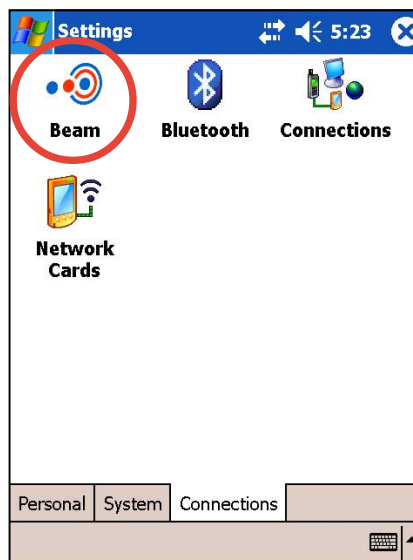 Settings 5:23
Beam Bluetooth Connections
Network
Cards
Personal System Connections